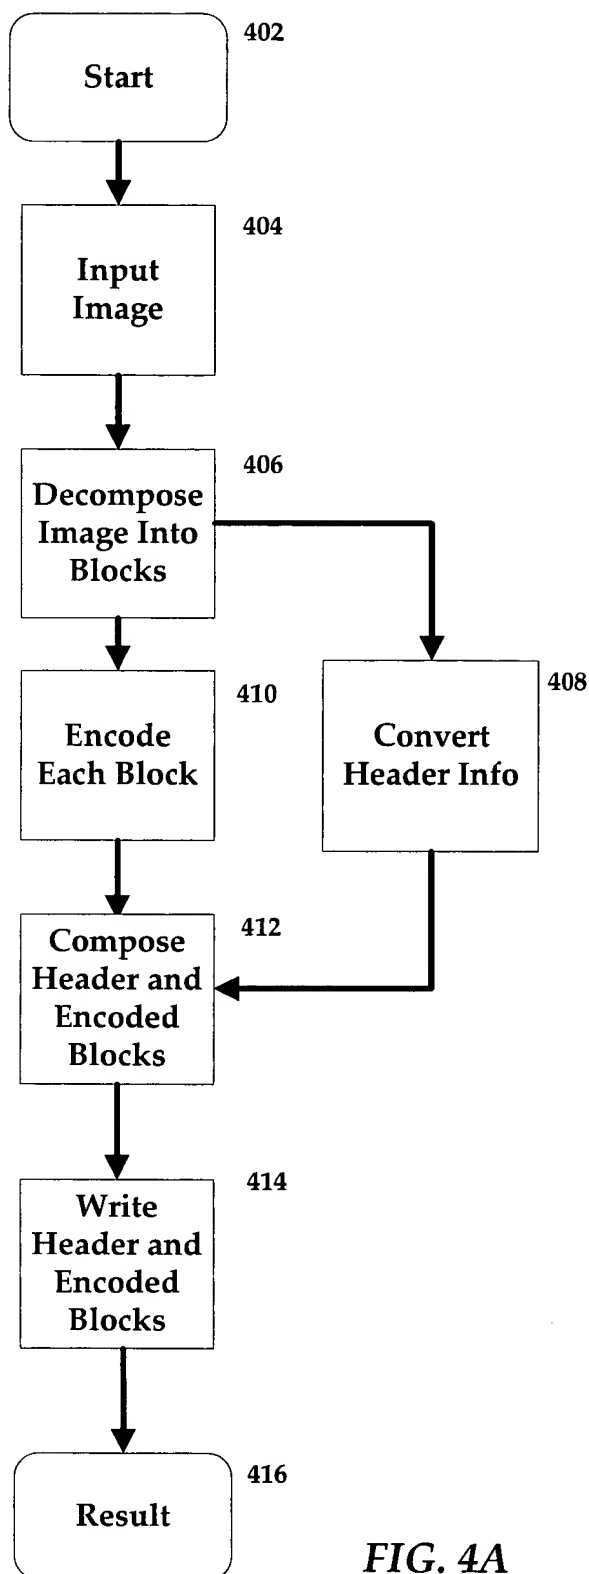 402
Start
404
Input
Image
406
Decompose
Image Into
Blocks
410
Encode
Each Block
408
Convert
Header Info
412
Compose
Header and
Encoded
Blocks
414
Write
Header and
Encoded
Blocks
416
Result
FIG. 4A